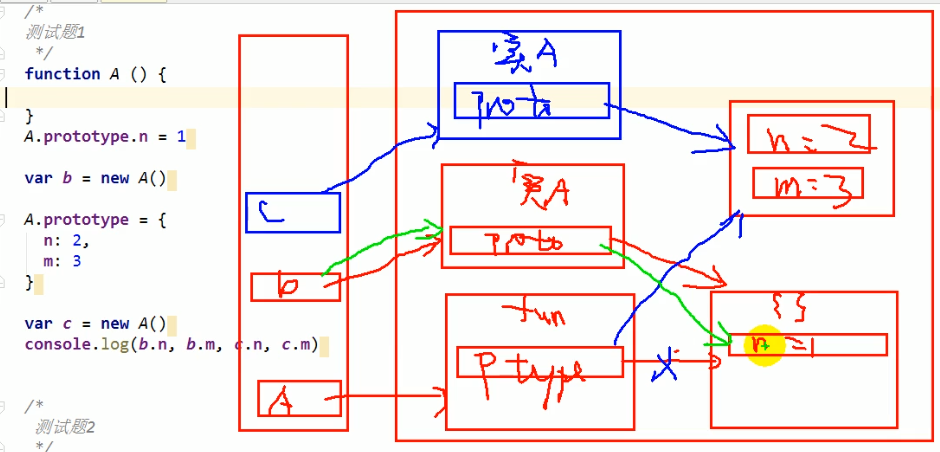 /*
测试题1
*/
function A () {
}
A.prototype.n = 1
var b = new A()
A.prototype = {
n: 2,
m: 3
}
var c = new A()
console.log(b.n, b.m, c.n, c.m)
/*
测试题2
*/
C
b
A
实A
proto
实A
proto
fun
p type
n=2
m=3
{}
n=1